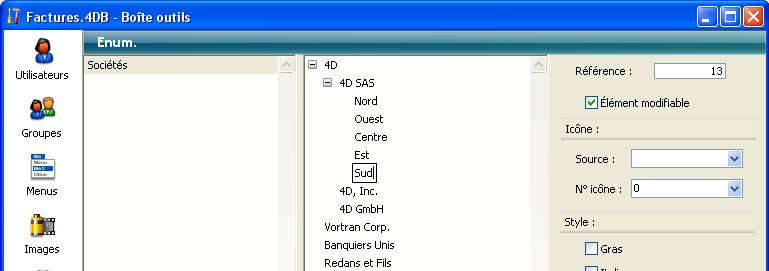 Factures.4DB - Boîte outils
Enum.
Utilisateurs
Groupes
Menus
Images
Sociétés
4D
4D SAS
Nord
Ouest
Centre
Est
Sud
4D, Inc.
4D GmbH
Vortran Corp.
Banquiers Unis
Redans et Fils
Référence : 13
Élément modifiable
Icône :
Source :
N° icône : 0
Style :
Gras